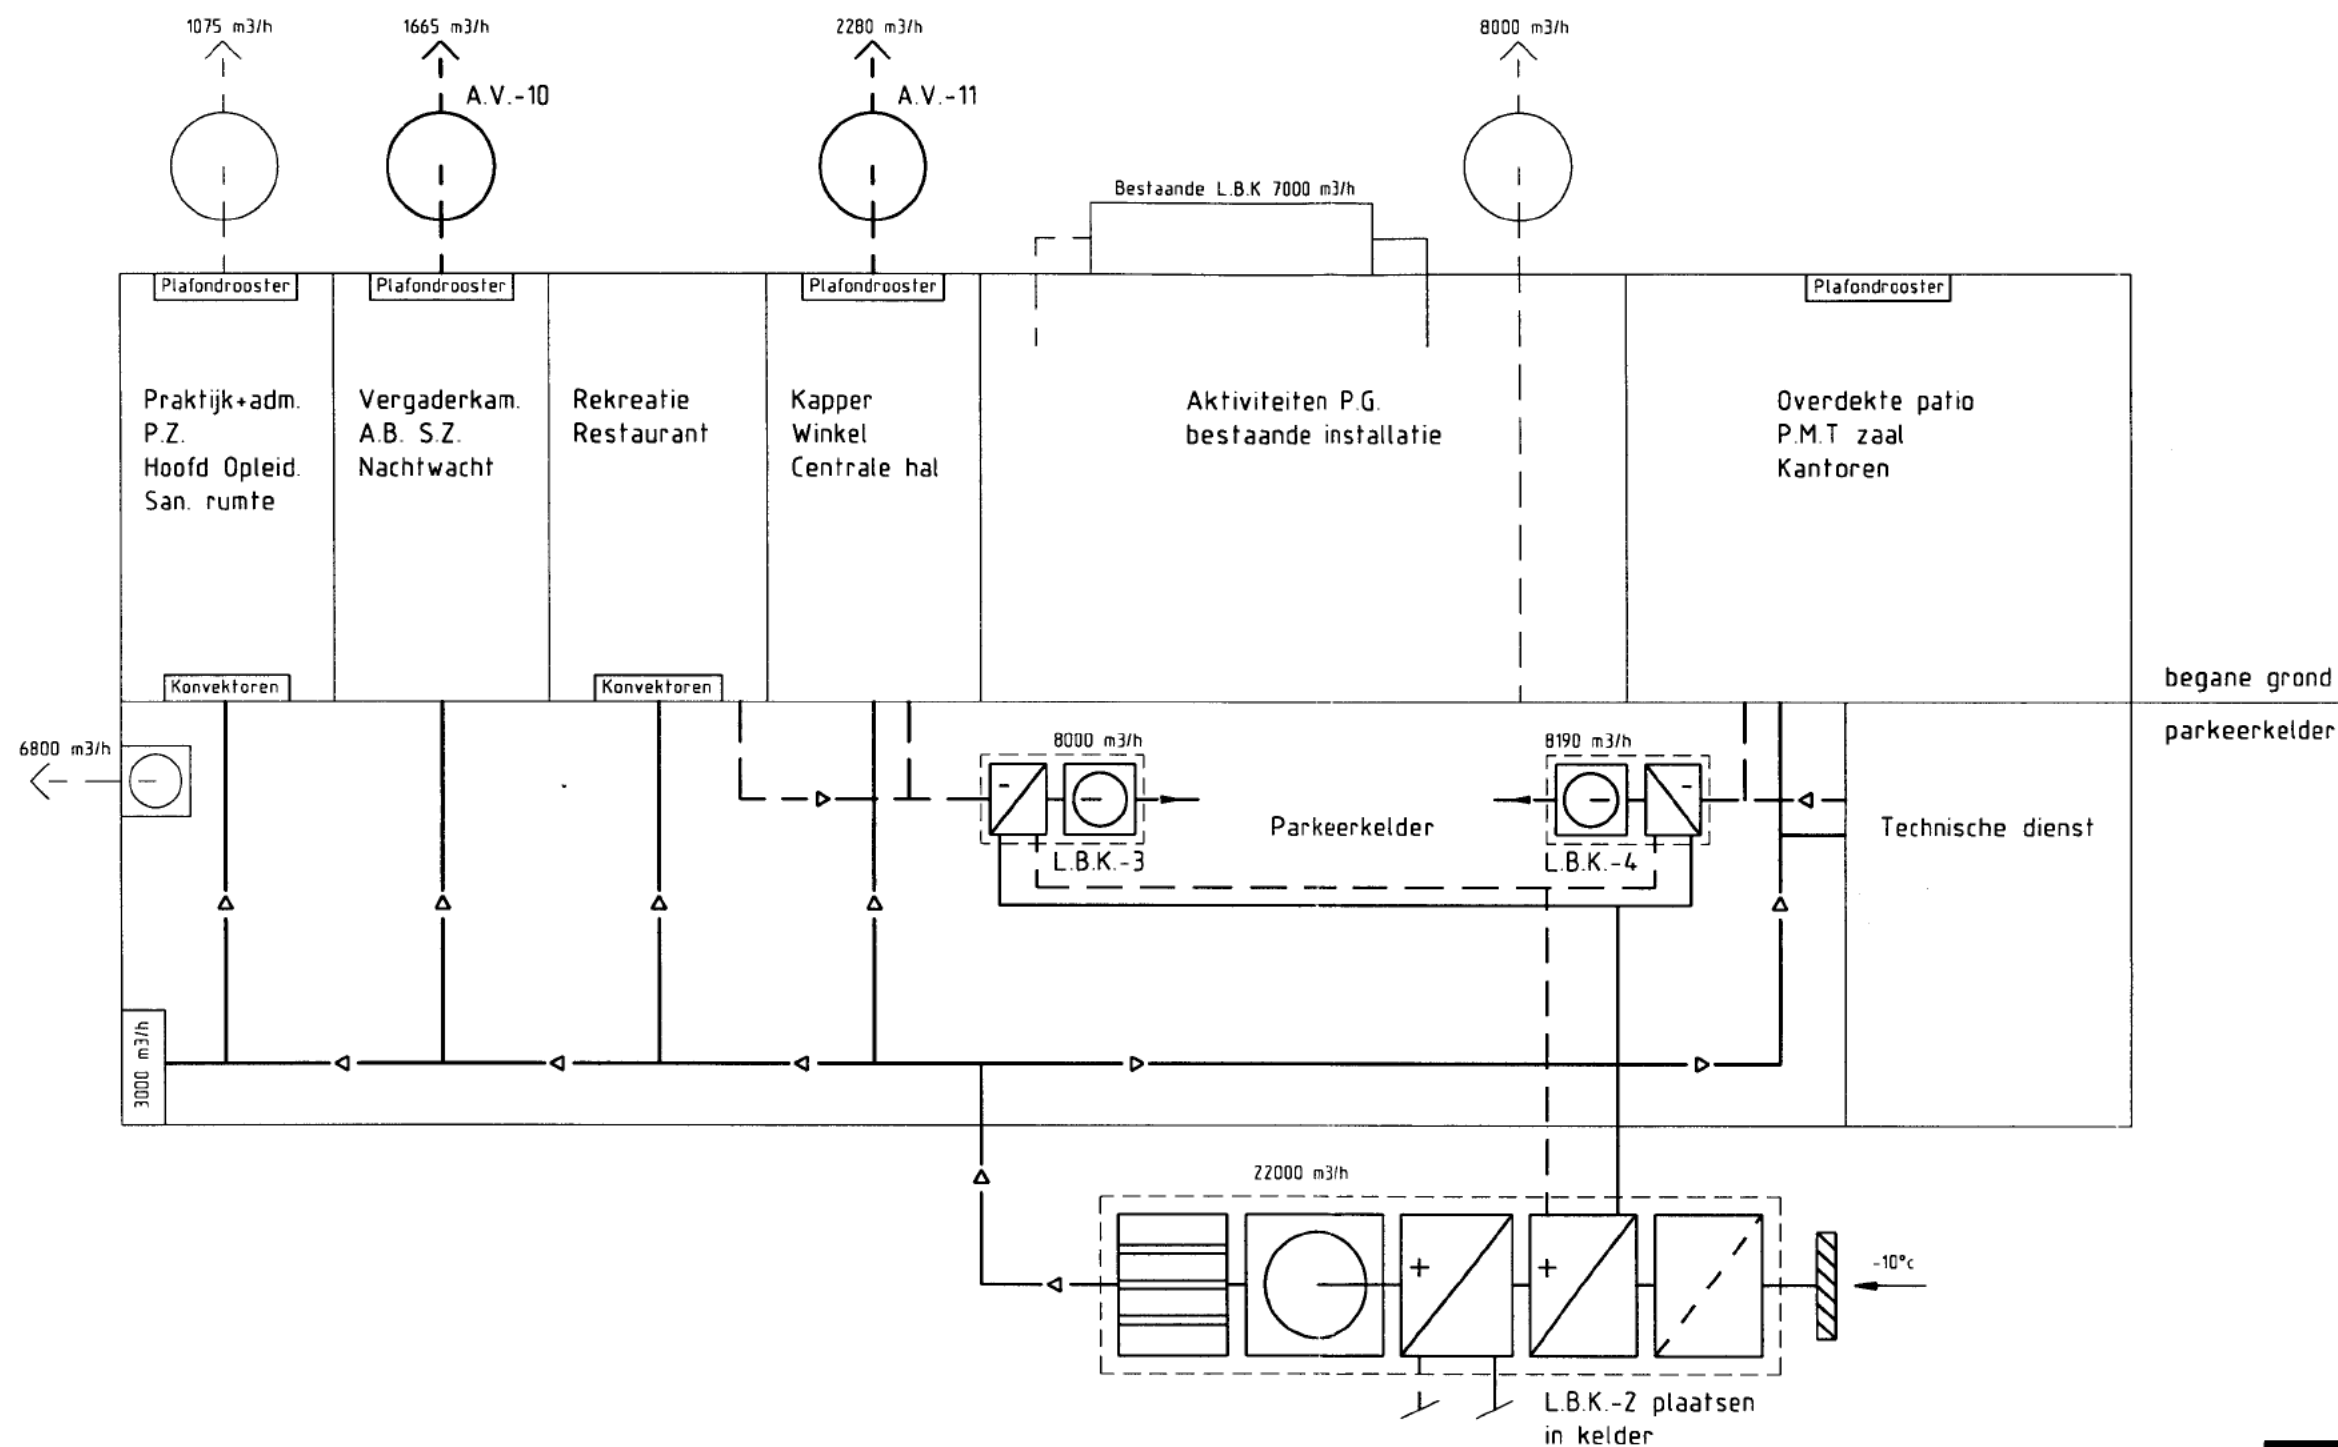 1075 m3/h
1665 m3/h
2280 m3/h
8000 m3/h
A.V.-10
A.V.-11
Bestaande L.B.K 7000 m3/h
Plafondrooster
Plafondrooster
Plafondrooster
Plafondrooster
Praktijk+adm.
P.Z.
Hoofd Opleid.
San. rumte
Vergaderkam.
A.B. S.Z.
Nachtwacht
Rekreatie
Restaurant
Kapper
Winkel
Centrale hal
Aktiviteiten P.G.
bestaande installatie
Overdekte patio
P.M.T zaal
Kantoren
Konvektoren
Konvektoren
begane grond
parkeerkelder
6800 m3/h
8000 m3/h
8190 m3/h
-
-
L.B.K.-3
Parkeerkelder
L.B.K.-4
Technische dienst
3000 m3/h
22000 m3/h
+
+
-10°c
L.B.K.-2 plaatsen
in kelder